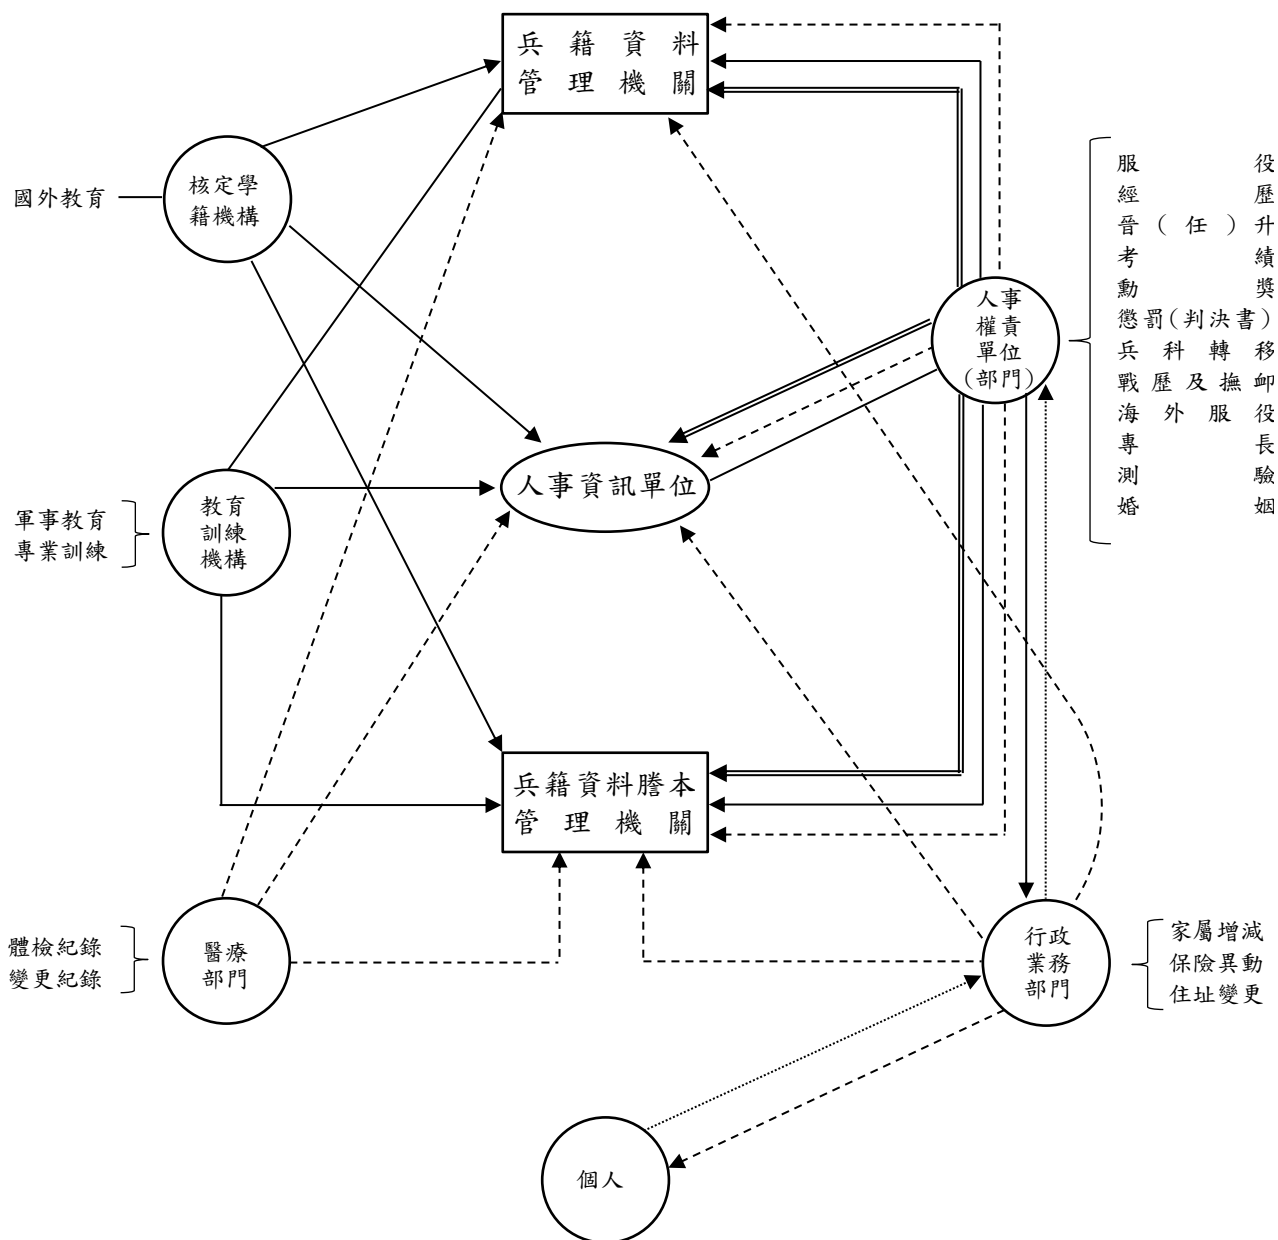 兵籍資料
管理機關
國外教育
核定學
籍機構
人事
權責
單位
(部門)
服役
經歷
晉(任)升
考績
勳獎
懲罰(判決書)
兵科轉移
戰歷及撫卹
海外服役
專長
測驗
婚姻
人事資訊單位
軍事教育
專業訓練
教育
訓練
機構
兵籍資料謄本
管理機關
體檢紀錄
變更紀錄
醫療
部門
行政
業務
部門
家屬增減
保險異動
住址變更
個人